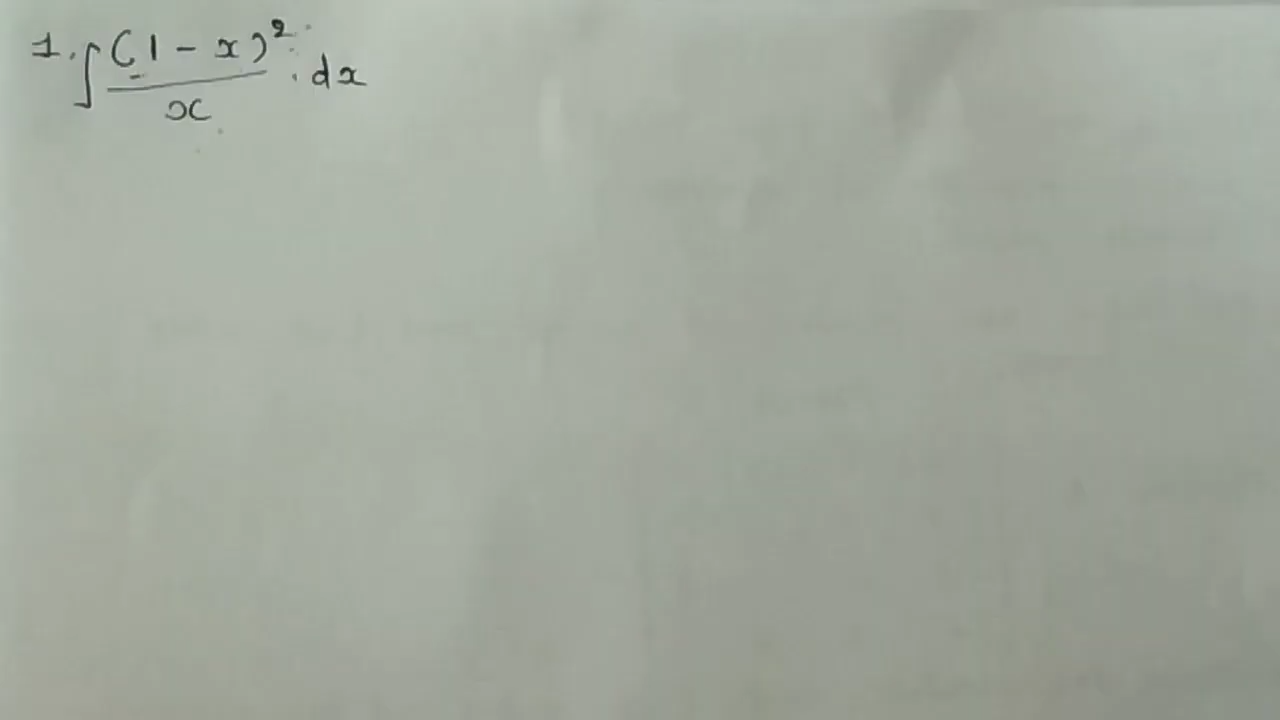 1. ∫ (1 - x)² / x . dx